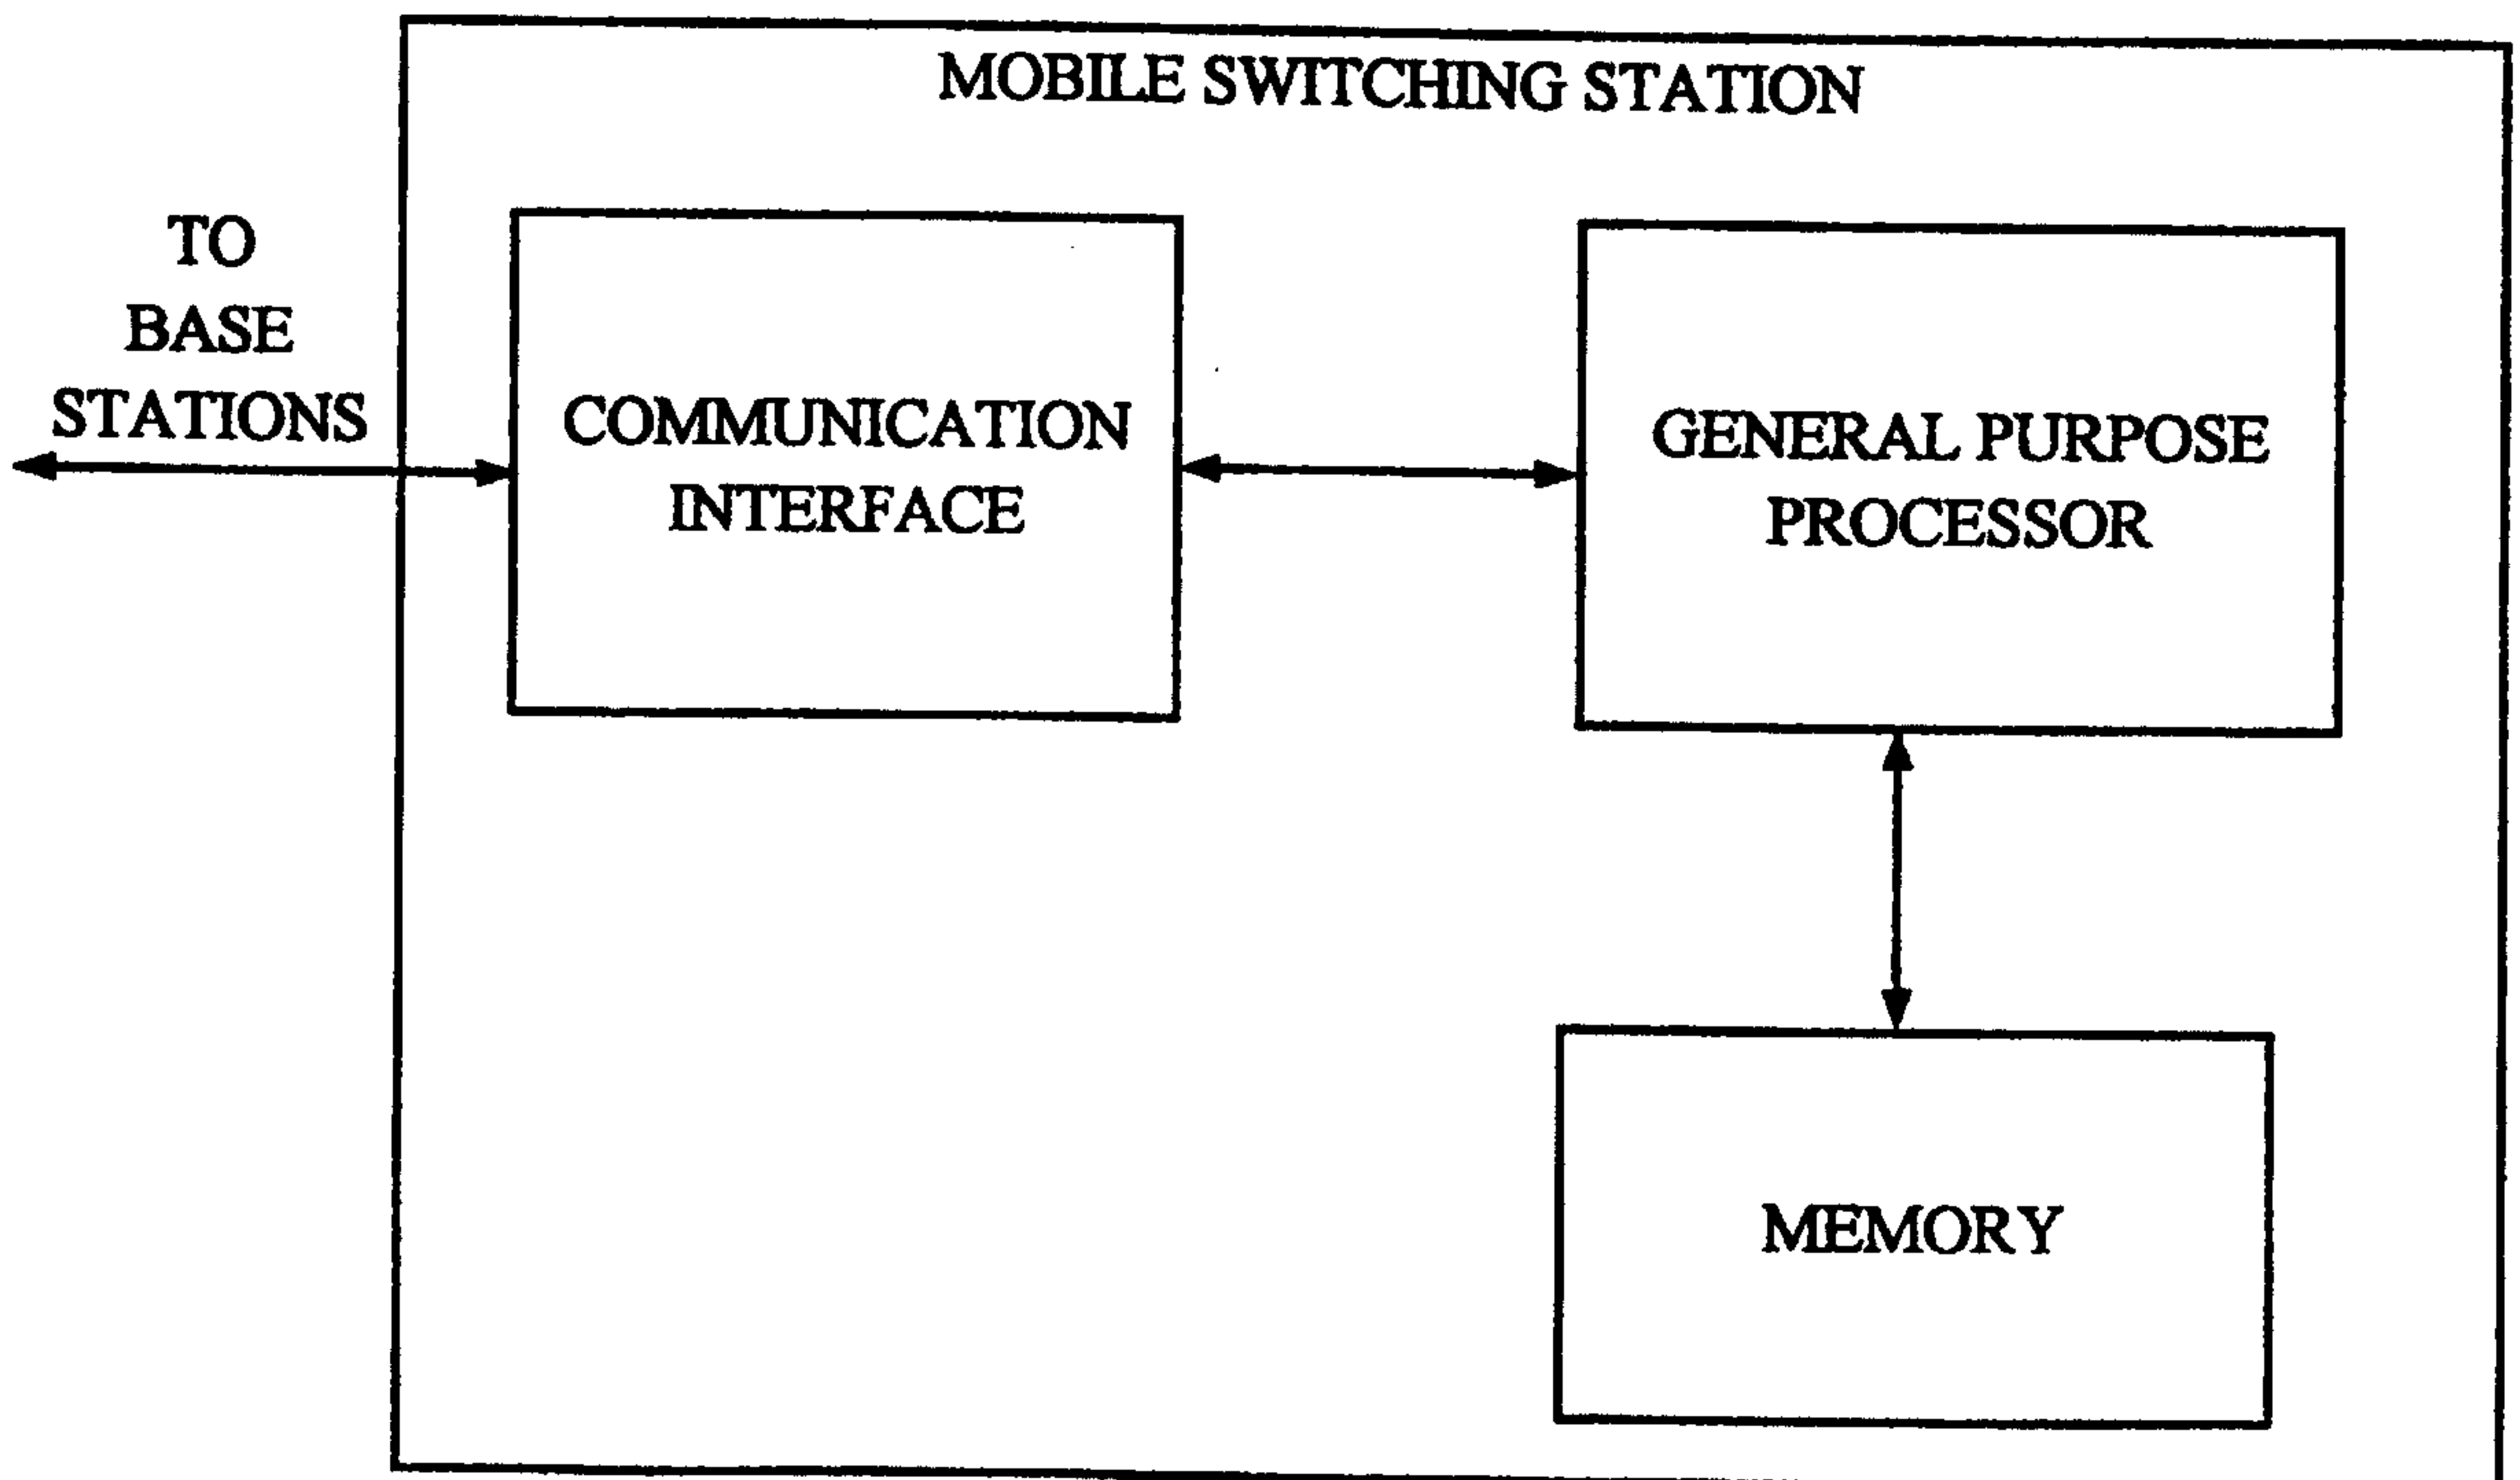 MOBILE SWITCHING STATION
TO
BASE
STATIONS
COMMUNICATION
INTERFACE
GENERAL PURPOSE
PROCESSOR
MEMORY